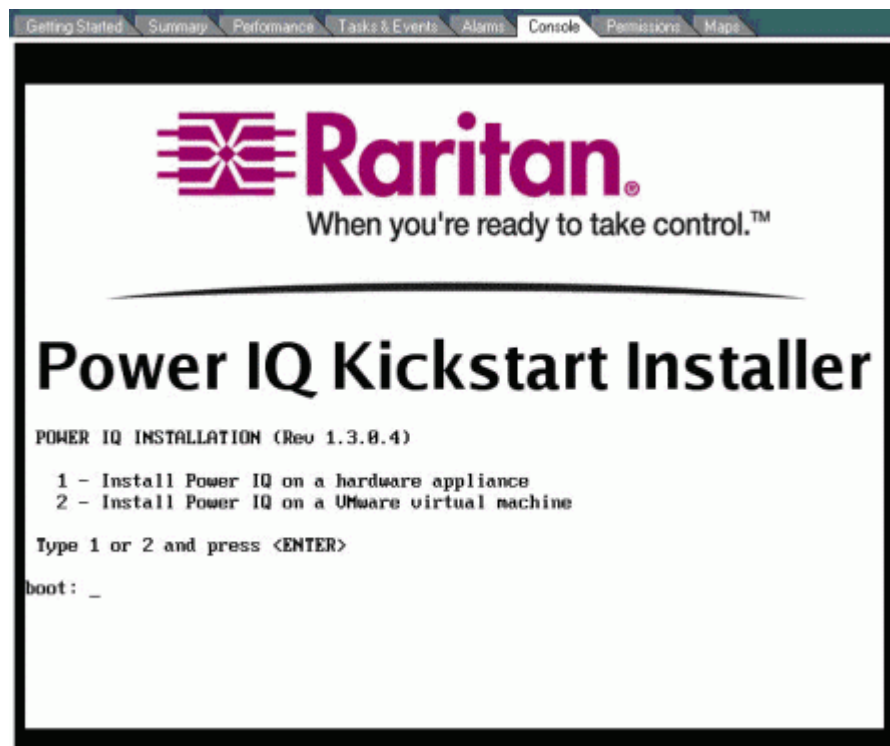 Getting Started Summary Performance Tasks & Events Alarms Console Permissions Maps
Raritan®
When you're ready to take control.™
Power IQ Kickstart Installer
POWER IQ INSTALLATION (Rev 1.3.0.4)
1 - Install Power IQ on a hardware appliance
2 - Install Power IQ on a VMware virtual machine
Type 1 or 2 and press <ENTER>
boot: _